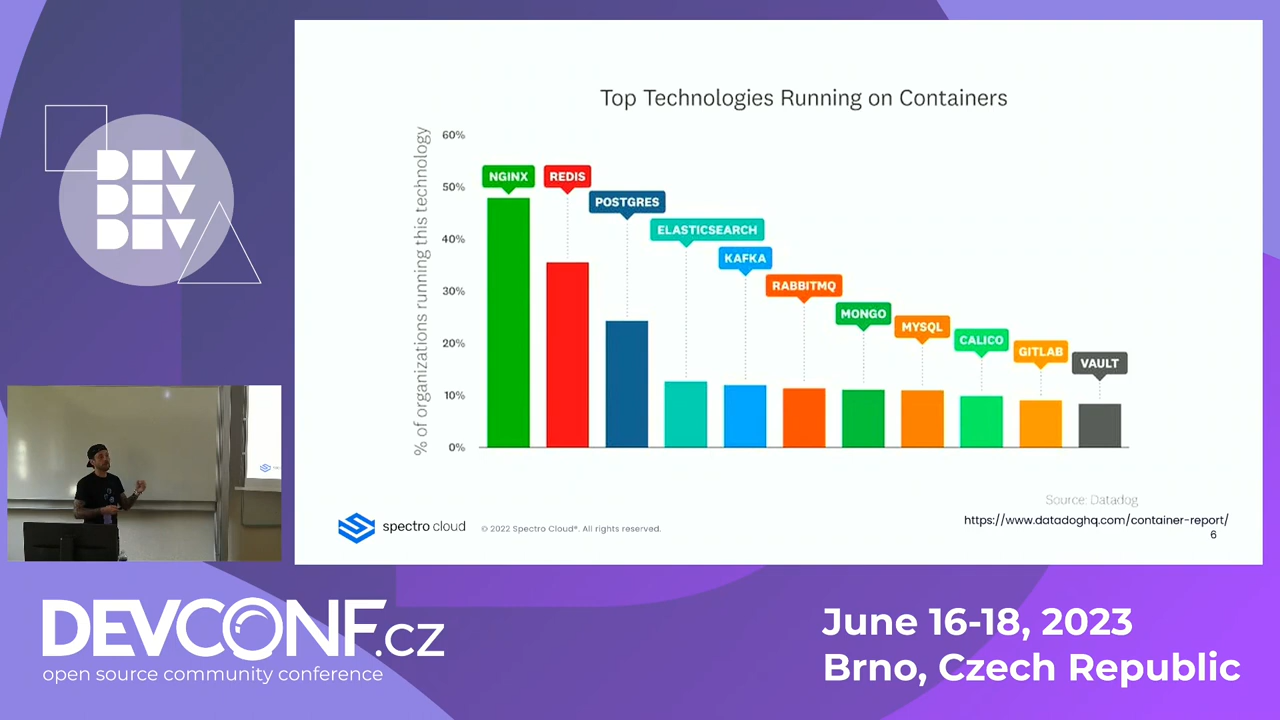 DEV
DEV
DEV
Top Technologies Running on Containers
% of organizations running this technology
60%
50%
40%
30%
20%
10%
0%
NGINX
REDIS
POSTGRES
ELASTICSEARCH
KAFKA
RABBITMQ
MONGO
MYSQL
CALICO
GITLAB
VAULT
Source: Datadog
https://www.datadoghq.com/container-report/
6
spectro cloud
© 2022 Spectro Cloud®. All rights reserved.
DEVCONF.cz
open source community conference
June 16-18, 2023
Brno, Czech Republic